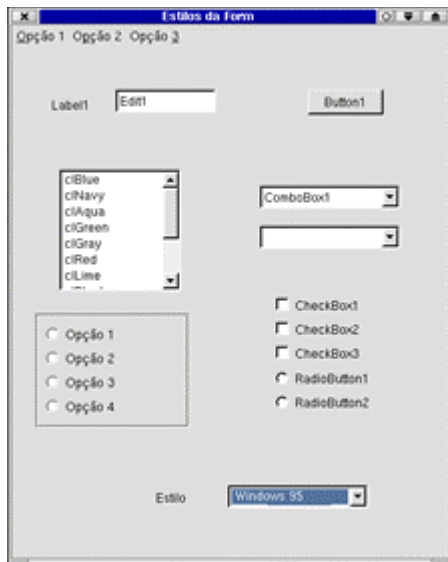 Estilos da Form
Opção 1 Opção 2 Opção 3
Label1 Edit1 Button1
clBlue
clNavy
clAqua
clGreen
clGray
clRed
clLime
ComboBox1
Opção 1
Opção 2
Opção 3
Opção 4
CheckBox1
CheckBox2
CheckBox3
RadioButton1
RadioButton2
Estilo Windows 95